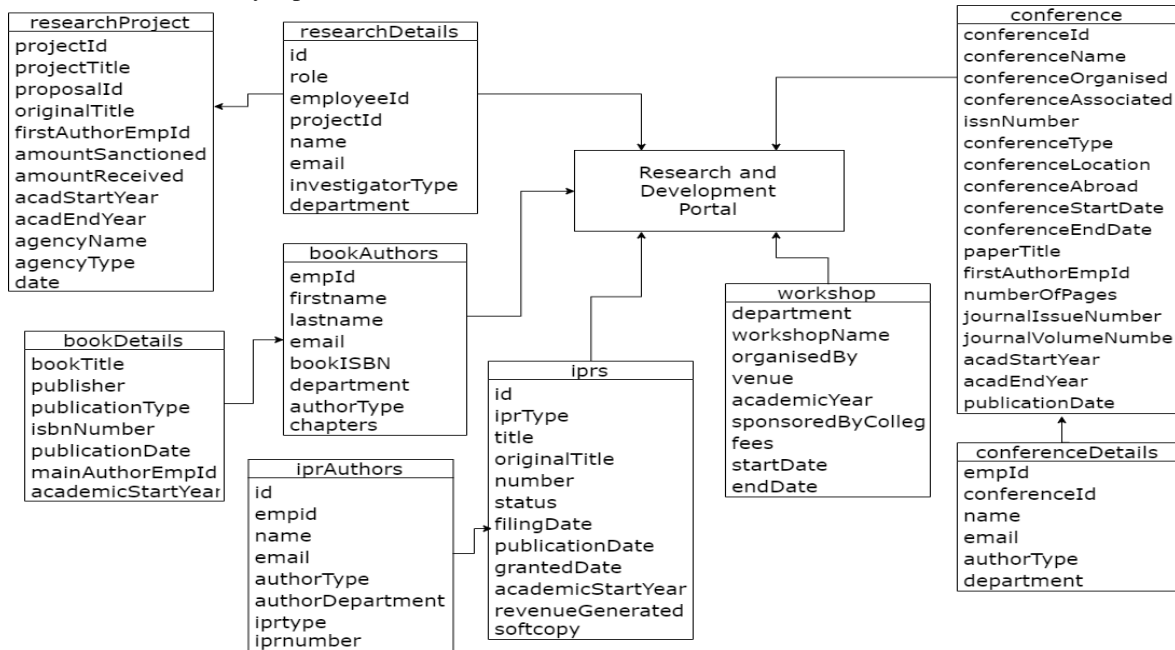 researchProject
projectId
projectTitle
proposalId
originalTitle
firstAuthorEmpId
amountSanctioned
amountReceived
acadStartYear
acadEndYear
agencyName
agencyType
date
researchDetails
id
role
employeeId
projectId
name
email
investigatorType
department
conference
conferenceId
conferenceName
conferenceOrganised
conferenceAssociated
issnNumber
conferenceType
conferenceLocation
conferenceAbroad
conferenceStartDate
conferenceEndDate
paperTitle
firstAuthorEmpId
numberOfPages
journalIssueNumber
journalVolumeNumbe
acadStartYear
acadEndYear
publicationDate
Research and
Development
Portal
bookAuthors
empId
firstname
lastname
email
bookISBN
department
authorType
chapters
workshop
department
workshopName
organisedBy
venue
academicYear
sponsoredByColleg
fees
startDate
endDate
bookDetails
bookTitle
publisher
publicationType
isbnNumber
publicationDate
mainAuthorEmpId
academicStartYear
iprs
id
iprType
title
originalTitle
number
status
filingDate
publicationDate
grantedDate
academicStartYear
revenueGenerated
softcopy
iprAuthors
id
empid
name
email
authorType
authorDepartment
iprtype
iprnumber
conferenceDetails
empId
conferenceId
name
email
authorType
department